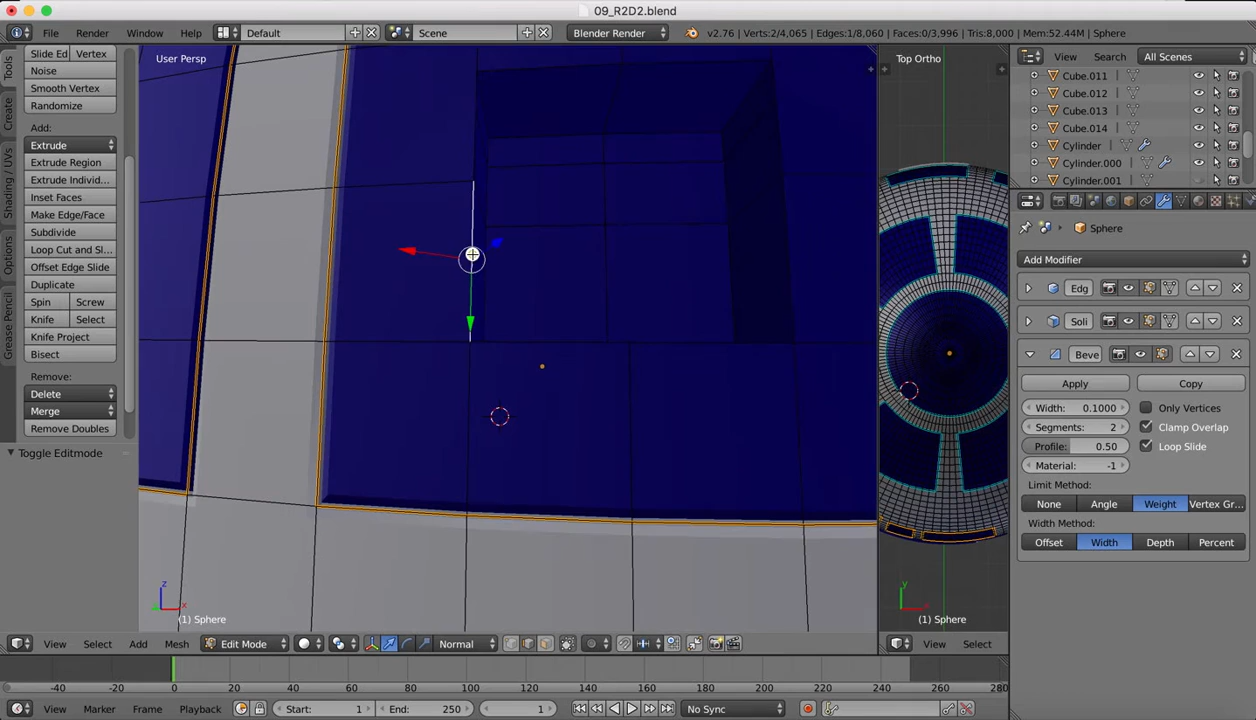 09_R2D2.blend
File Render Window Help Default Scene Blender Render v2.76 | Verts:2/4,065 | Edges:1/8,060 | Faces:0/3,996 | Tris:8,000 | Mem:52.44M | Sphere
Tools
Create
Shading / UVs
Options
Grease Pencil
Slide Ed Vertex
Noise
Smooth Vertex
Randomize
Add:
Extrude
Extrude Region
Extrude Individ...
Inset Faces
Make Edge/Face
Subdivide
Loop Cut and Sl...
Offset Edge Slide
Duplicate
Spin Screw
Knife Select
Knife Project
Bisect
Remove:
Delete
Merge
Remove Doubles
Toggle Editmode
User Persp
z
x
(1) Sphere
Top Ortho
y
x
(1) Sphere
View Search All Scenes
Cube.011
Cube.012
Cube.013
Cube.014
Cylinder
Cylinder.000
Cylinder.001
Sphere
Add Modifier
Edg
Soli
Beve
Apply Copy
Width: 0.1000 Only Vertices
Segments: 2 Clamp Overlap
Profile: 0.50 Loop Slide
Material: -1
Limit Method:
None Angle Weight Vertex Gr...
Width Method:
Offset Width Depth Percent
View Select Add Mesh Edit Mode Normal View Select
-40 -20 0 20 40 60 80 100 120 140 160 180 200 220 240 260 280
View Marker Frame Playback Start: 1 End: 250 1 No Sync